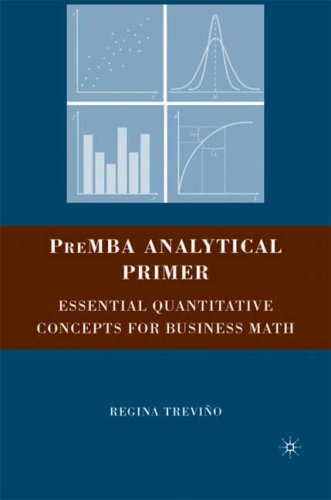 PREMBA ANALYTICAL
PRIMER
ESSENTIAL QUANTITATIVE
CONCEPTS FOR BUSINESS MATH
REGINA TREVIÑO